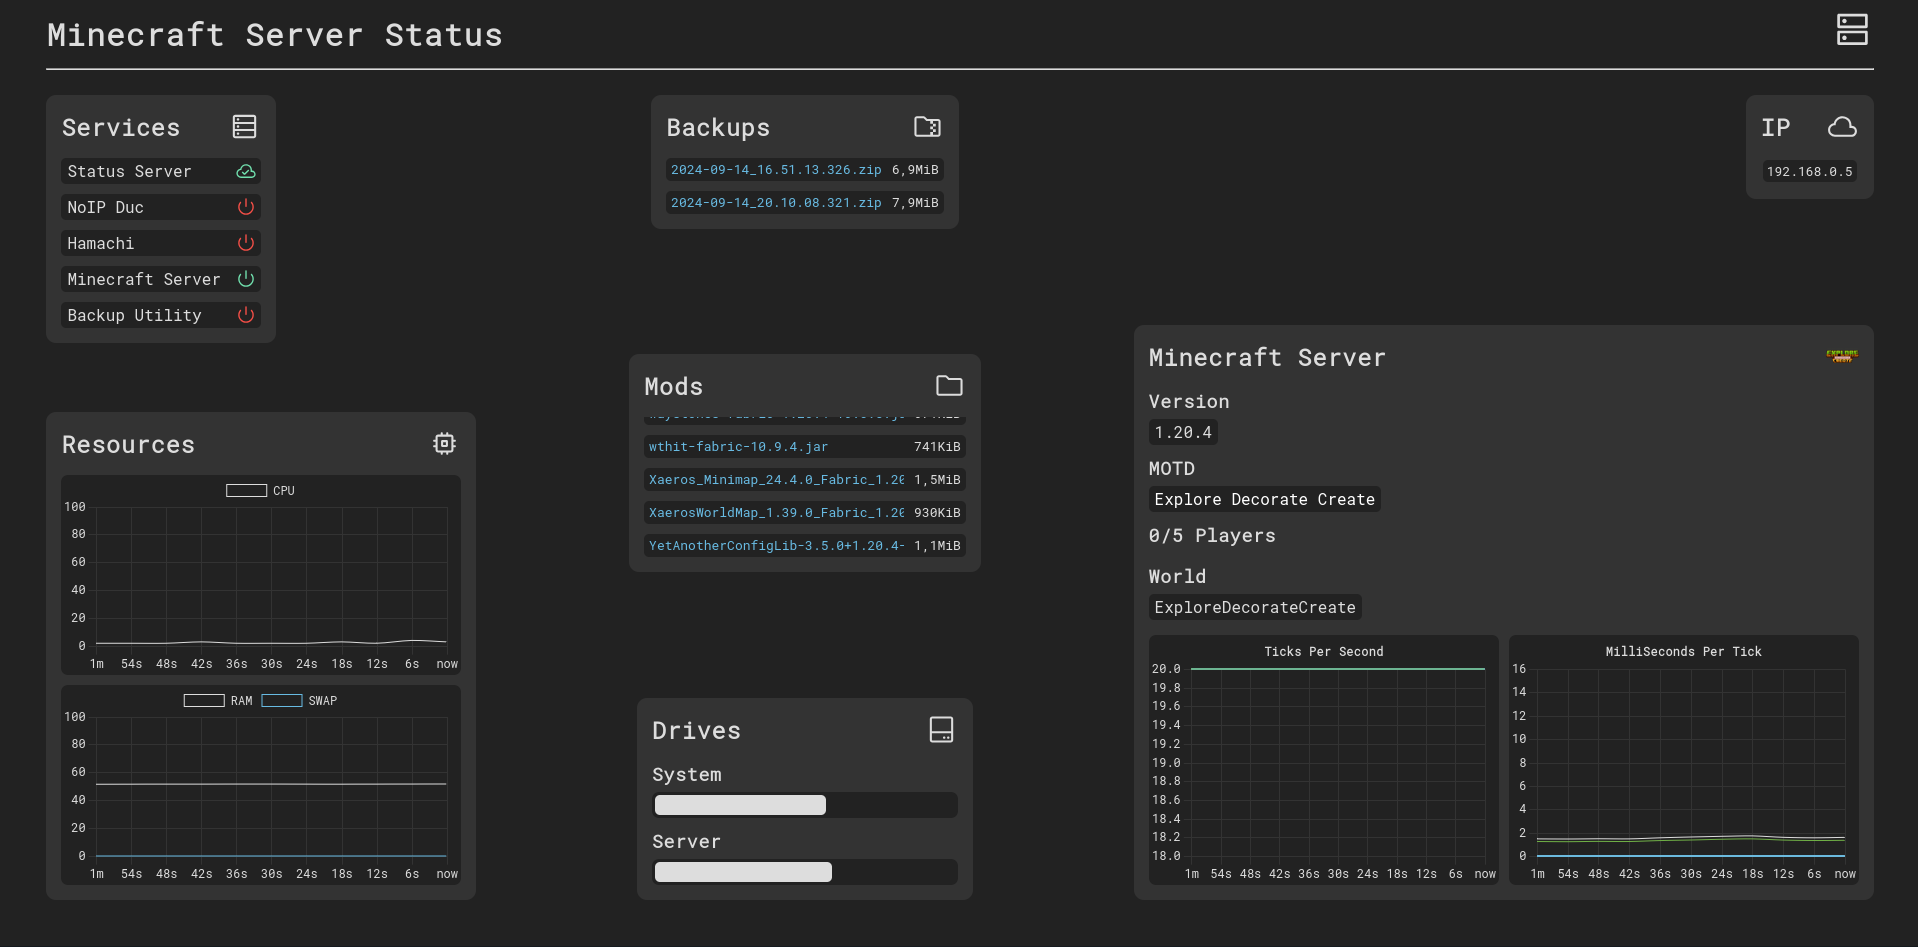 Minecraft Server Status
Services
Status Server
NoIP Duc
Hamachi
Minecraft Server
Backup Utility
Resources
CPU
100
80
60
40
20
0
1m 54s 48s 42s 36s 30s 24s 18s 12s 6s now
RAM SWAP
100
80
60
40
20
0
1m 54s 48s 42s 36s 30s 24s 18s 12s 6s now
Backups
2024-09-14_16.51.13.326.zip 6,9MiB
2024-09-14_20.10.08.321.zip 7,9MiB
Mods
wthit-fabric-10.9.4.jar 741KiB
Xaeros_Minimap_24.4.0_Fabric_1.20 1,5MiB
XaerosWorldMap_1.39.0_Fabric_1.20 930KiB
YetAnotherConfigLib-3.5.0+1.20.4- 1,1MiB
Drives
System
Server
IP
192.168.0.5
Minecraft Server
EXPLORE
Version
1.20.4
MOTD
Explore Decorate Create
0/5 Players
World
ExploreDecorateCreate
Ticks Per Second
20.0
19.8
19.6
19.4
19.2
19.0
18.8
18.6
18.4
18.2
18.0
1m 54s 48s 42s 36s 30s 24s 18s 12s 6s now
MilliSeconds Per Tick
16
14
12
10
8
6
4
2
0
1m 54s 48s 42s 36s 30s 24s 18s 12s 6s now